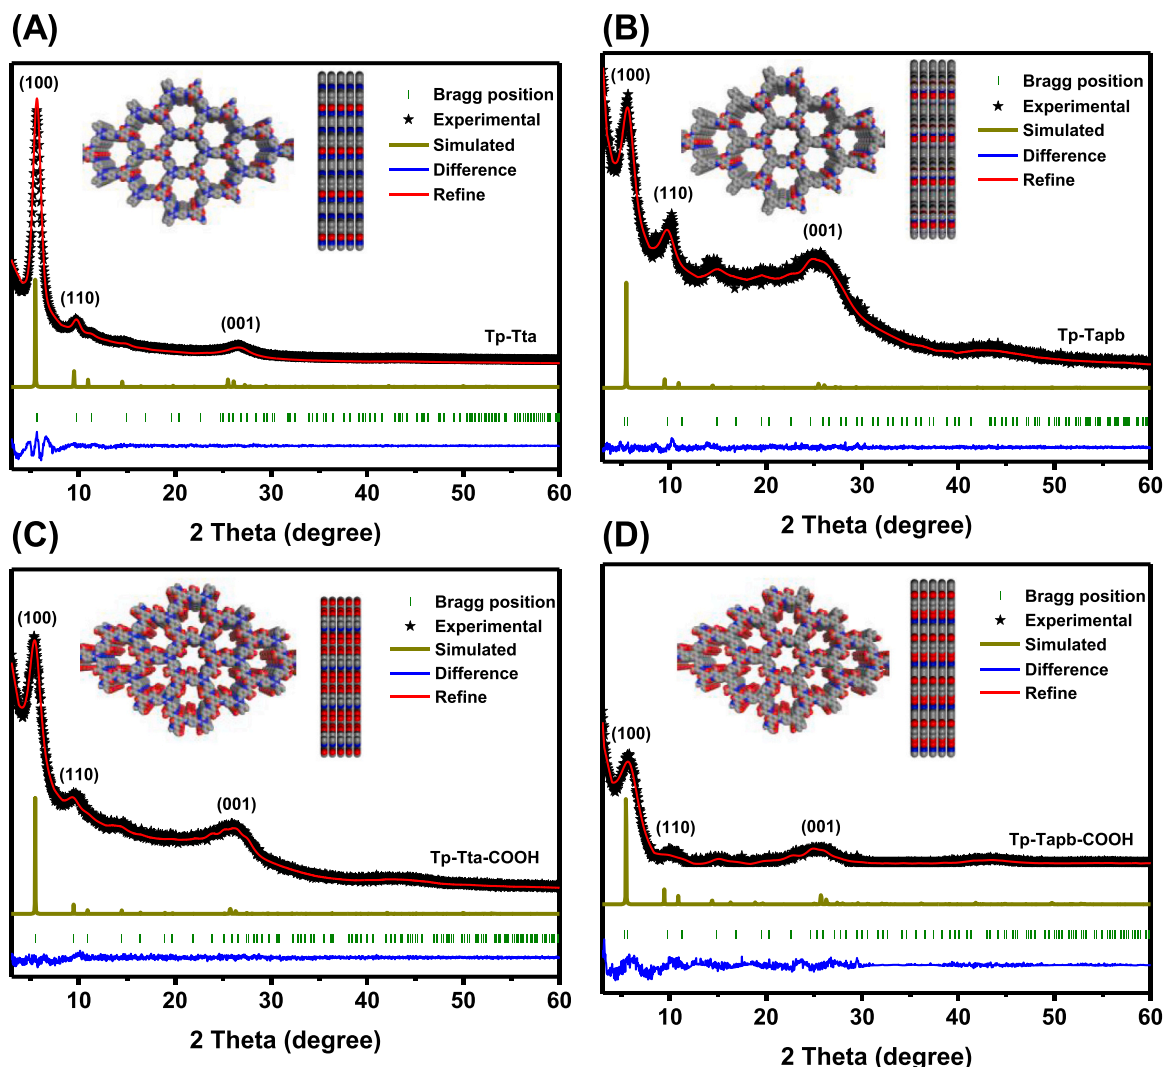 (A)
(100)
(110)
(001)
Bragg position
Experimental
Simulated
Difference
Refine
Tp-Tta
10 20 30 40 50 60
2 Theta (degree)
(B)
(100)
(110)
(001)
Bragg position
Experimental
Simulated
Difference
Refine
Tp-Tapb
10 20 30 40 50 60
2 Theta (degree)
(C)
(100)
(110)
(001)
Bragg position
Experimental
Simulated
Difference
Refine
Tp-Tta-COOH
10 20 30 40 50 60
2 Theta (degree)
(D)
(100)
(110)
(001)
Bragg position
Experimental
Simulated
Difference
Refine
Tp-Tapb-COOH
10 20 30 40 50 60
2 Theta (degree)